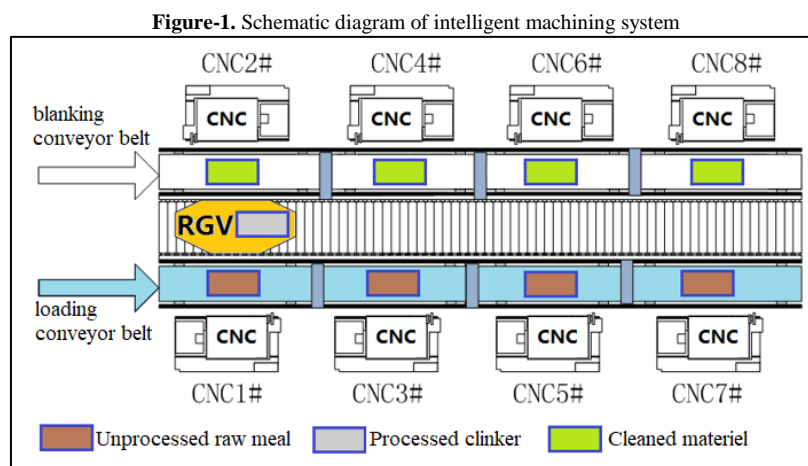 Figure-1. Schematic diagram of intelligent machining system
CNC2# CNC4# CNC6# CNC8#
blanking
conveyor belt
CNC CNC CNC CNC
RGV
loading
conveyor belt
CNC CNC CNC CNC
CNC1# CNC3# CNC5# CNC7#
Unprocessed raw meal Processed clinker Cleaned materiel